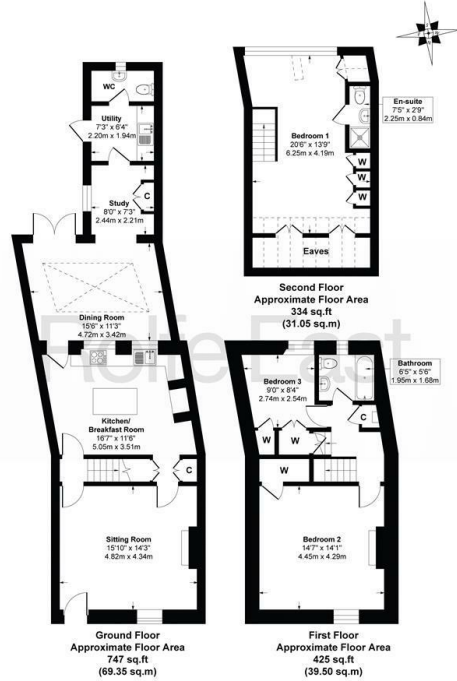 WC
Utility
7'3" x 6'4"
2.20m x 1.94m
Study
8'0" x 7'3"
2.44m x 2.21m
C
Dining Room
15'6" x 11'3"
4.72m x 3.42m
Kitchen/
Breakfast Room
16'7" x 11'6"
5.05m x 3.51m
C
Sitting Room
15'10" x 14'3"
4.82m x 4.34m
Ground Floor
Approximate Floor Area
747 sq.ft
(69.35 sq.m)
En-suite
7'5" x 2'9"
2.25m x 0.84m
Bedroom 1
20'6" x 13'9"
6.25m x 4.19m
W
W
W
Eaves
Second Floor
Approximate Floor Area
334 sq.ft
(31.05 sq.m)
Bedroom 3
9'0" x 8'4"
2.74m x 2.54m
Bathroom
6'5" x 5'6"
1.95m x 1.68m
C
W
W
W
Bedroom 2
14'7" x 14'1"
4.45m x 4.29m
First Floor
Approximate Floor Area
425 sq.ft
(39.50 sq.m)
Rolfe East